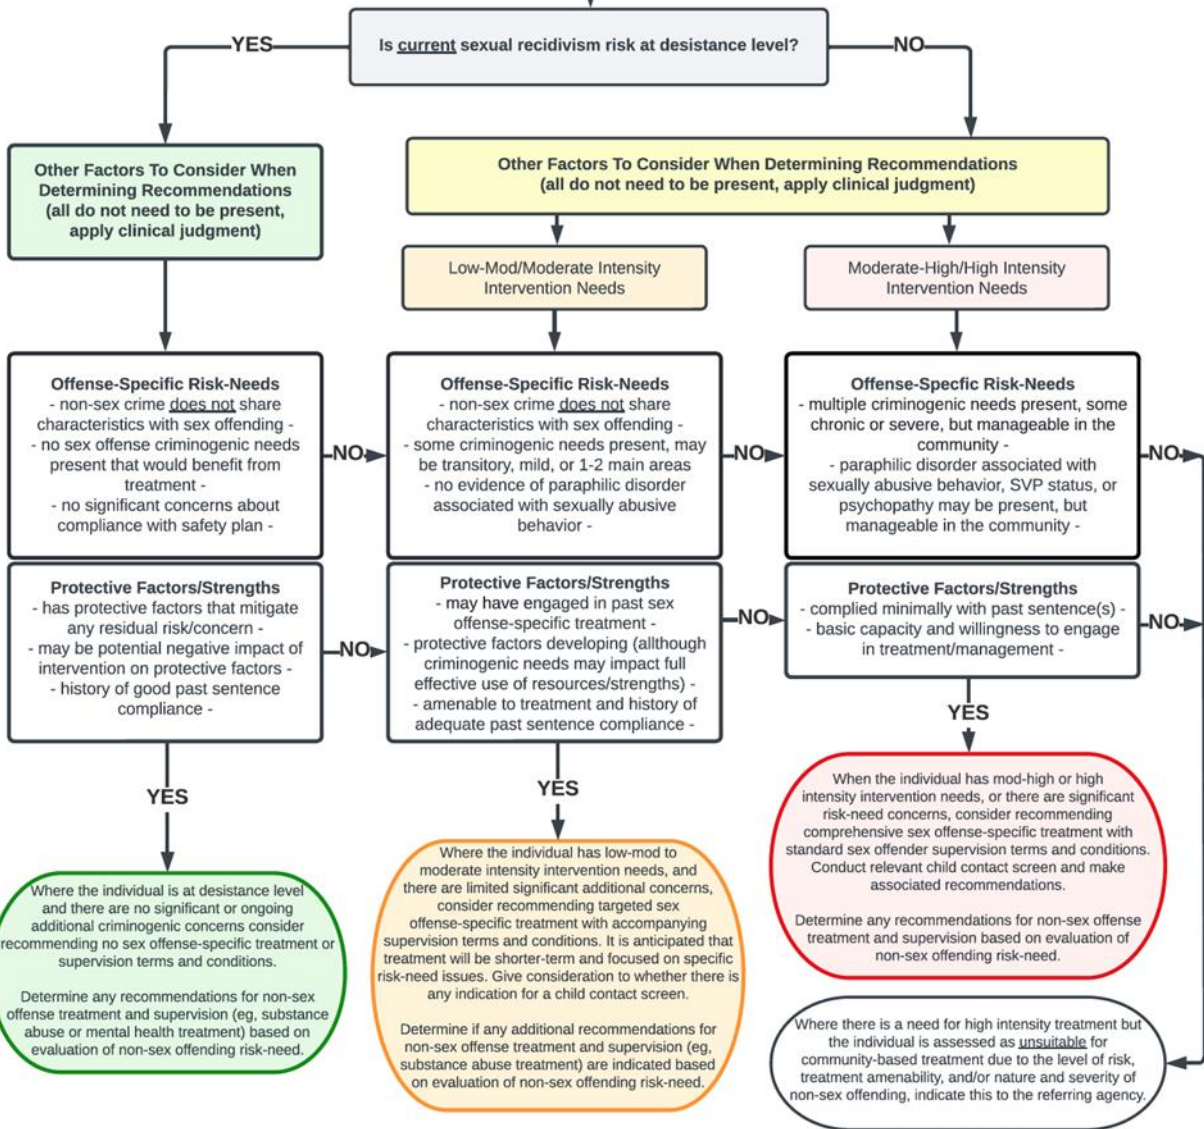 Is current sexual recidivism risk at desistance level?
YES
NO
Other Factors To Consider When
Determining Recommendations
(all do not need to be present,
apply clinical judgment)
Other Factors To Consider When Determining Recommendations
(all do not need to be present, apply clinical judgment)
Low-Mod/Moderate Intensity
Intervention Needs
Moderate-High/High Intensity
Intervention Needs
Offense-Specific Risk-Needs
- non-sex crime does not share
characteristics with sex offending -
- no sex offense criminogenic needs
present that would benefit from
treatment -
- no significant concerns about
compliance with safety plan -
NO
Offense-Specific Risk-Needs
- non-sex crime does not share
characteristics with sex offending -
- some criminogenic needs present, may
be transitory, mild, or 1-2 main areas
- no evidence of paraphilic disorder
associated with sexually abusive
behavior -
NO
Offense-Specfic Risk-Needs
- multiple criminogenic needs present, some
chronic or severe, but manageable in the
community -
- paraphilic disorder associated with
sexually abusive behavior, SVP status, or
psychopathy may be present, but
manageable in the community -
NO
Protective Factors/Strengths
- has protective factors that mitigate
any residual risk/concern -
- may be potential negative impact of
intervention on protective factors -
- history of good past sentence
compliance -
NO
Protective Factors/Strengths
- may have engaged in past sex
offense-specific treatment -
- protective factors developing (allthough
criminogenic needs may impact full
effective use of resources/strengths) -
- amenable to treatment and history of
adequate past sentence compliance -
NO
Protective Factors/Strengths
- complied minimally with past sentence(s) -
- basic capacity and willingness to engage
in treatment/management -
NO
YES
YES
YES
Where the individual is at desistance level
and there are no significant or ongoing
additional criminogenic concerns consider
recommending no sex offense-specific treatment or
supervision terms and conditions.
Determine any recommendations for non-sex
offense treatment and supervision (eg, substance
abuse or mental health treatment) based on
evaluation of non-sex offending risk-need.
Where the individual has low-mod to
moderate intensity intervention needs, and
there are limited significant additional concerns,
consider recommending targeted sex
offense-specific treatment with accompanying
supervision terms and conditions. It is anticipated that
treatment will be shorter-term and focused on specific
risk-need issues. Give consideration to whether there is
any indication for a child contact screen.
Determine if any additional recommendations for
non-sex offense treatment and supervision (eg,
substance abuse treatment) are indicated based
on evaluation of non-sex offending risk-need.
When the individual has mod-high or high
intensity intervention needs, or there are significant
risk-need concerns, consider recommending
comprehensive sex offense-specific treatment with
standard sex offender supervision terms and conditions.
Conduct relevant child contact screen and make
associated recommendations.
Determine any recommendations for non-sex offense
treatment and supervision based on evaluation of
non-sex offending risk-need.
Where there is a need for high intensity treatment but
the individual is assessed as unsuitable for
community-based treatment due to the level of risk,
treatment amenability, and/or nature and severity of
non-sex offending, indicate this to the referring agency.